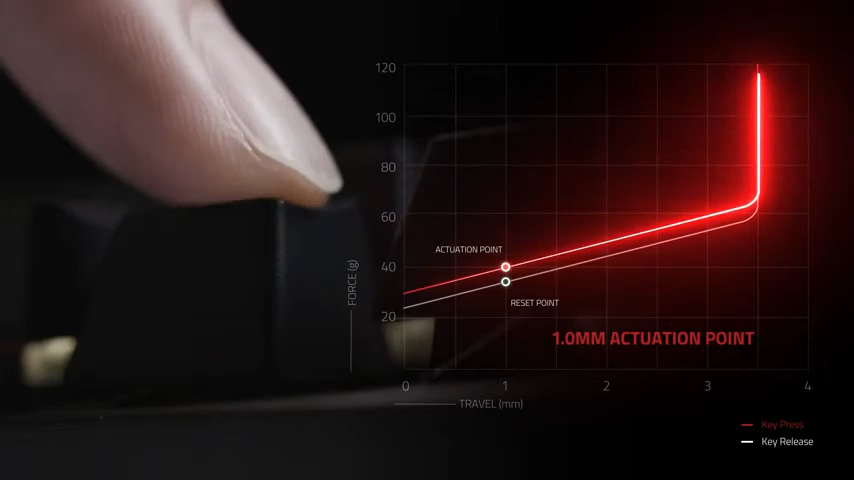 120
100
80
60
40
20
FORCE (g)
ACTUATION POINT
RESET POINT
1.0MM ACTUATION POINT
0 1 2 3 4
TRAVEL (mm)
Key Press
Key Release